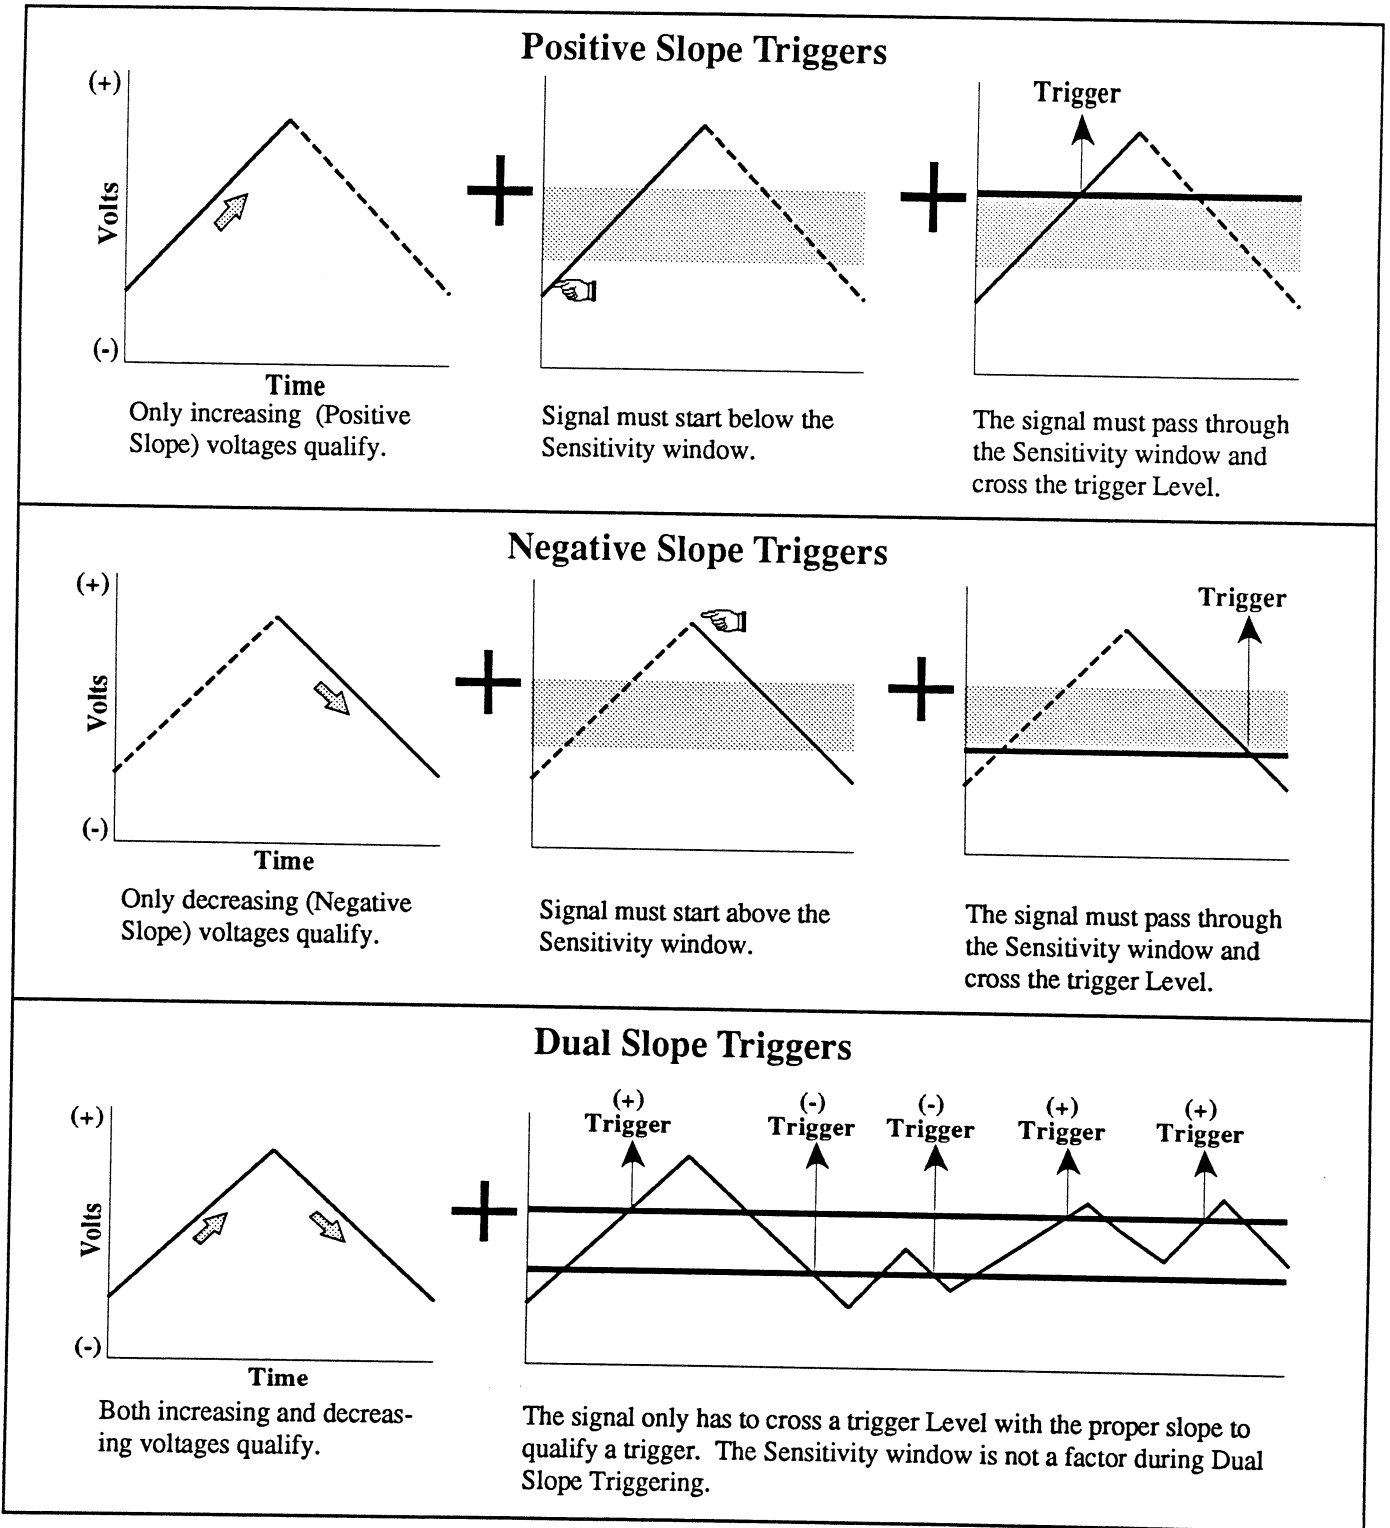 Positive Slope Triggers
(+)
Volts
(-)
Time
Only increasing (Positive
Slope) voltages qualify.
Signal must start below the
Sensitivity window.
Trigger
The signal must pass through
the Sensitivity window and
cross the trigger Level.
Negative Slope Triggers
(+)
Volts
(-)
Time
Only decreasing (Negative
Slope) voltages qualify.
Signal must start above the
Sensitivity window.
Trigger
The signal must pass through
the Sensitivity window and
cross the trigger Level.
Dual Slope Triggers
(+)
Volts
(-)
Time
Both increasing and decreas-
ing voltages qualify.
(+)
Trigger
(-)
Trigger
(-)
Trigger
(+)
Trigger
(+)
Trigger
The signal only has to cross a trigger Level with the proper slope to
qualify a trigger. The Sensitivity window is not a factor during Dual
Slope Triggering.